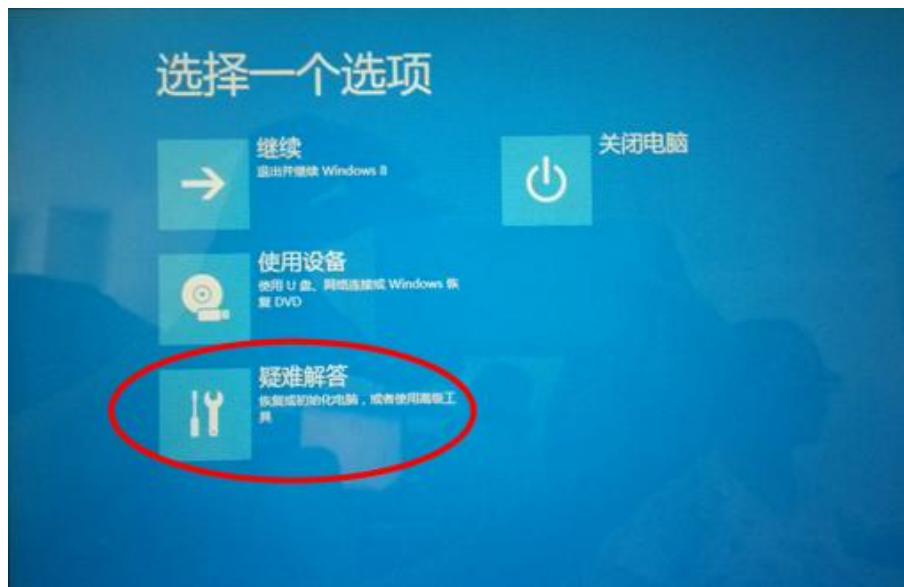 选择一个选项
继续
退出并继续 Windows 8
关闭电脑
使用设备
使用 U 盘、网络连接或 Windows 恢
复 DVD
疑难解答
恢复或初始化电脑，或者使用高级工
具